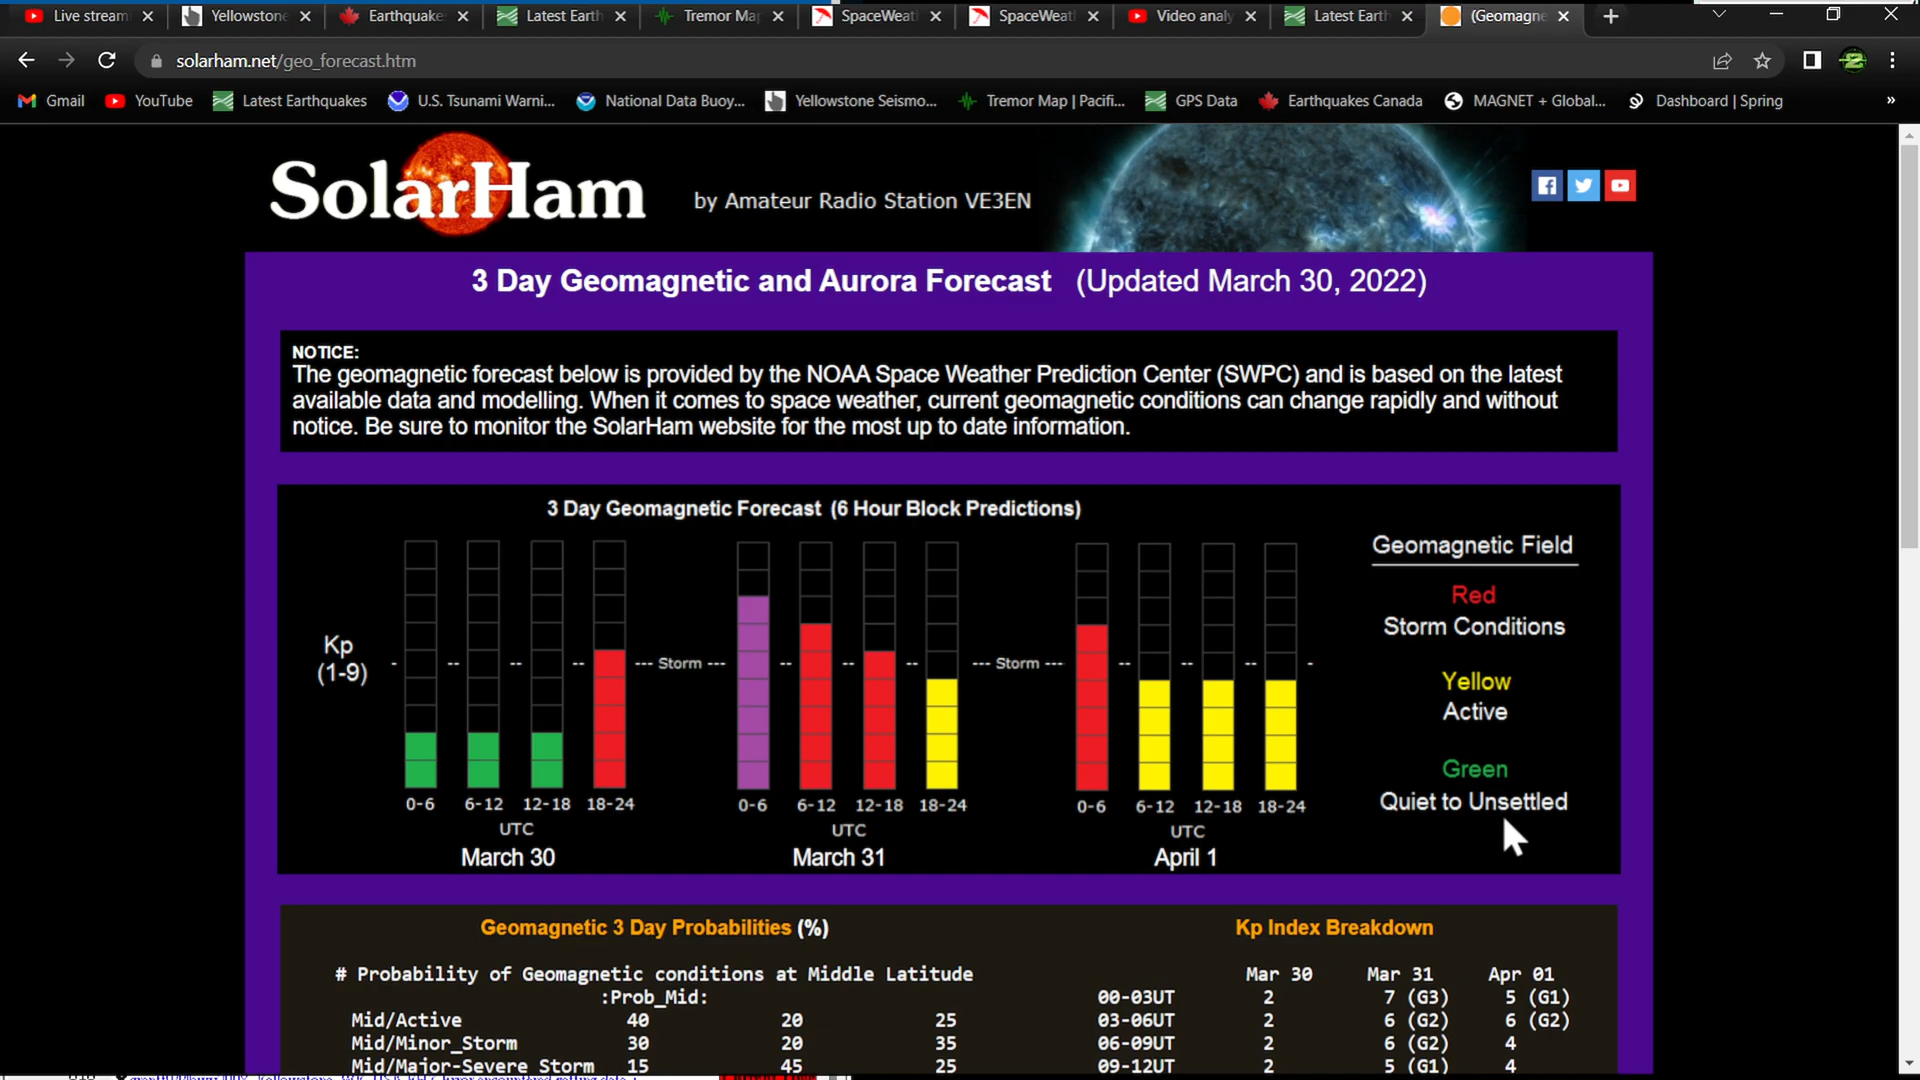 Live stream
Yellowstone
Earthquake
Latest Earth
Tremor Map
SpaceWeat
SpaceWeat
Video analy
Latest Earth
(Geomagne
solarham.net/geo_forecast.htm
Gmail
YouTube
Latest Earthquakes
U.S. Tsunami Warni...
National Data Buoy...
Yellowstone Seismo...
Tremor Map | Pacifi...
GPS Data
Earthquakes Canada
MAGNET + Global...
Dashboard | Spring
»
SolarHam
by Amateur Radio Station VE3EN
3 Day Geomagnetic and Aurora Forecast (Updated March 30, 2022)
NOTICE:
The geomagnetic forecast below is provided by the NOAA Space Weather Prediction Center (SWPC) and is based on the latest
available data and modelling. When it comes to space weather, current geomagnetic conditions can change rapidly and without
notice. Be sure to monitor the SolarHam website for the most up to date information.
3 Day Geomagnetic Forecast (6 Hour Block Predictions)
Kp
(1-9)
- -- -- -- --- Storm --- -- -- -- --- Storm --- -- -- -- -
0-6 6-12 12-18 18-24 0-6 6-12 12-18 18-24 0-6 6-12 12-18 18-24
UTC UTC UTC
March 30 March 31 April 1
Geomagnetic Field
Red
Storm Conditions
Yellow
Active
Green
Quiet to Unsettled
Geomagnetic 3 Day Probabilities (%)
# Probability of Geomagnetic conditions at Middle Latitude
:Prob_Mid:
Mid/Active 40 20 25
Mid/Minor_Storm 30 20 35
Mid/Major-Severe Storm 15 45 25
Kp Index Breakdown
Mar 30 Mar 31 Apr 01
00-03UT 2 7 (G3) 5 (G1)
03-06UT 2 6 (G2) 6 (G2)
06-09UT 2 6 (G2) 4
09-12UT 2 5 (G1) 4